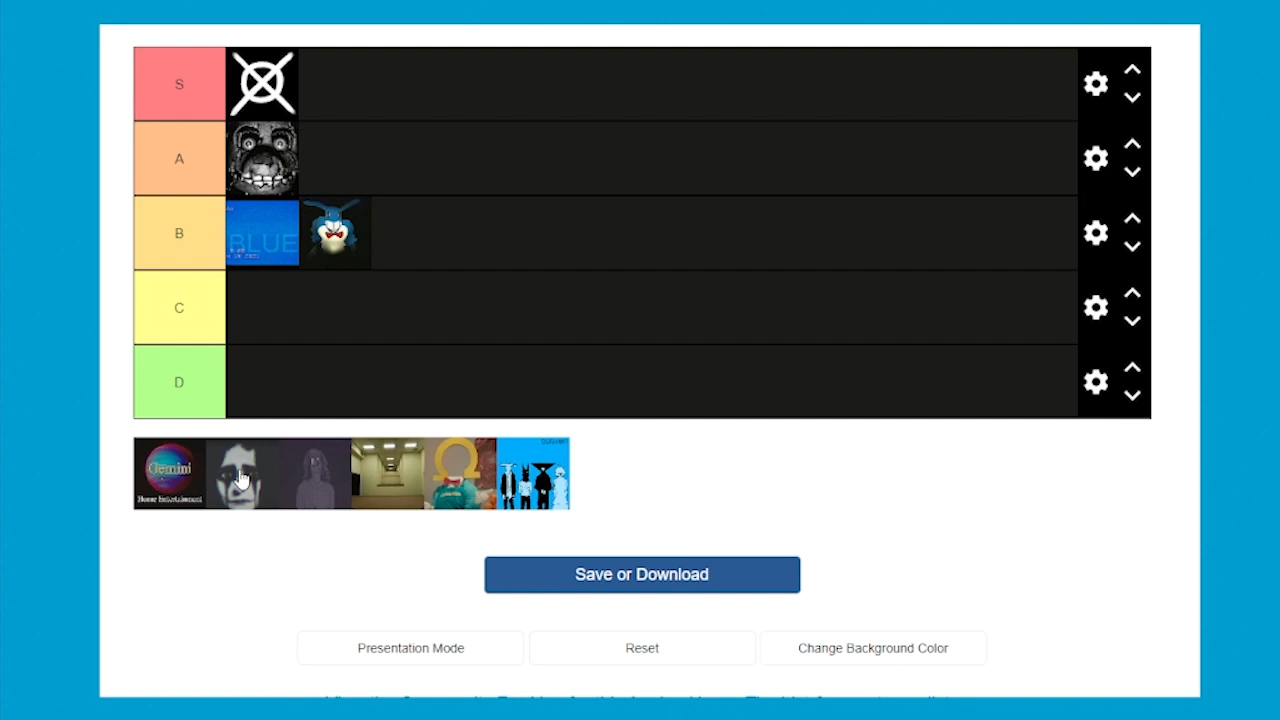 S
A
B
BLUE
C
D
Gemini
Home Entertainment
Save or Download
Presentation Mode
Reset
Change Background Color